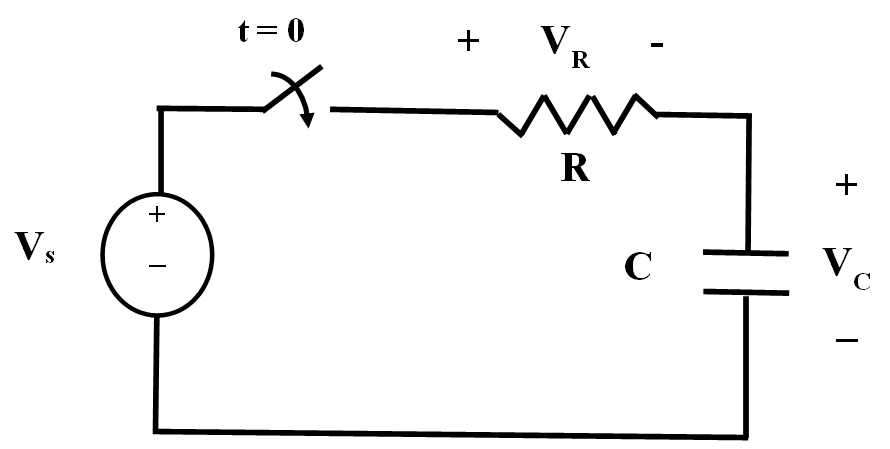 t = 0
+ V_R -
R
+
-
V_s
C
+
V_C
-